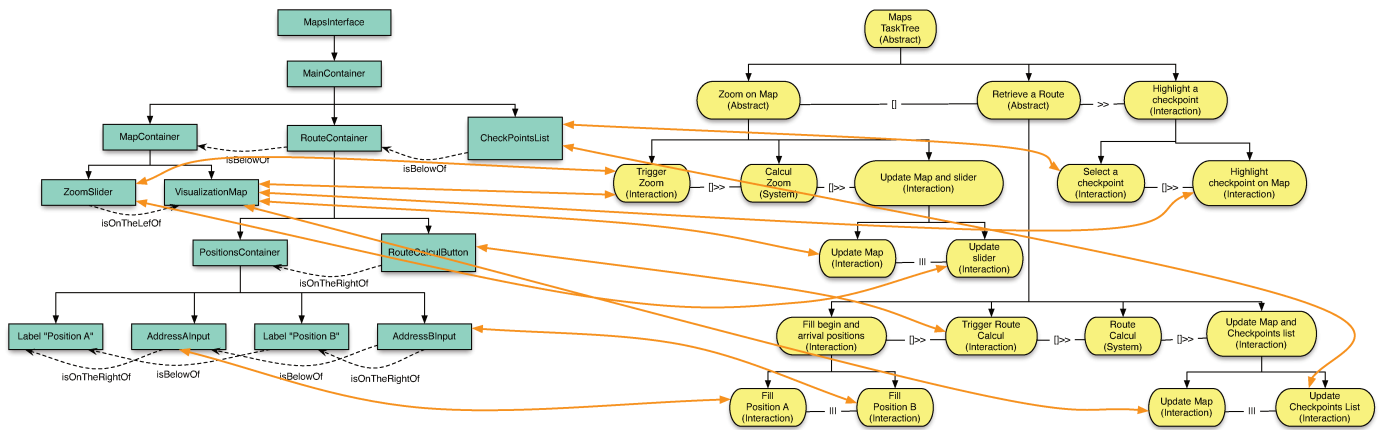 MapsInterface
Maps
TaskTree
(Abstract)
MainContainer
Zoom on Map
(Abstract)
[]
Retrieve a Route
(Abstract)
>>
Highlight a
checkpoint
(Interaction)
MapContainer
RouteContainer
CheckPointsList
isBelowOf
isBelowOf
ZoomSlider
VisualizationMap
isOnTheLefOf
Trigger
Zoom
(Interaction)
[]>>
Calcul
Zoom
(System)
[]>>
Update Map and slider
(Interaction)
Select a
checkpoint
(Interaction)
[]>>
Highlight
checkpoint on Map
(Interaction)
PositionsContainer
RouteCalculButton
isOnTheRightOf
Update Map
(Interaction)
|||
Update
slider
(Interaction)
Label "Position A"
AddressAInput
Label "Position B"
AddressBInput
isOnTheRightOf
isBelowOf
isBelowOf
isOnTheRightOf
Fill begin and
arrival positions
(Interaction)
[]>>
Trigger Route
Calcul
(Interaction)
[]>>
Route
Calcul
(System)
[]>>
Update Map and
Checkpoints list
(Interaction)
Fill
Position A
(Interaction)
|||
Fill
Position B
(Interaction)
Update Map
(Interaction)
|||
Update
Checkpoints List
(Interaction)